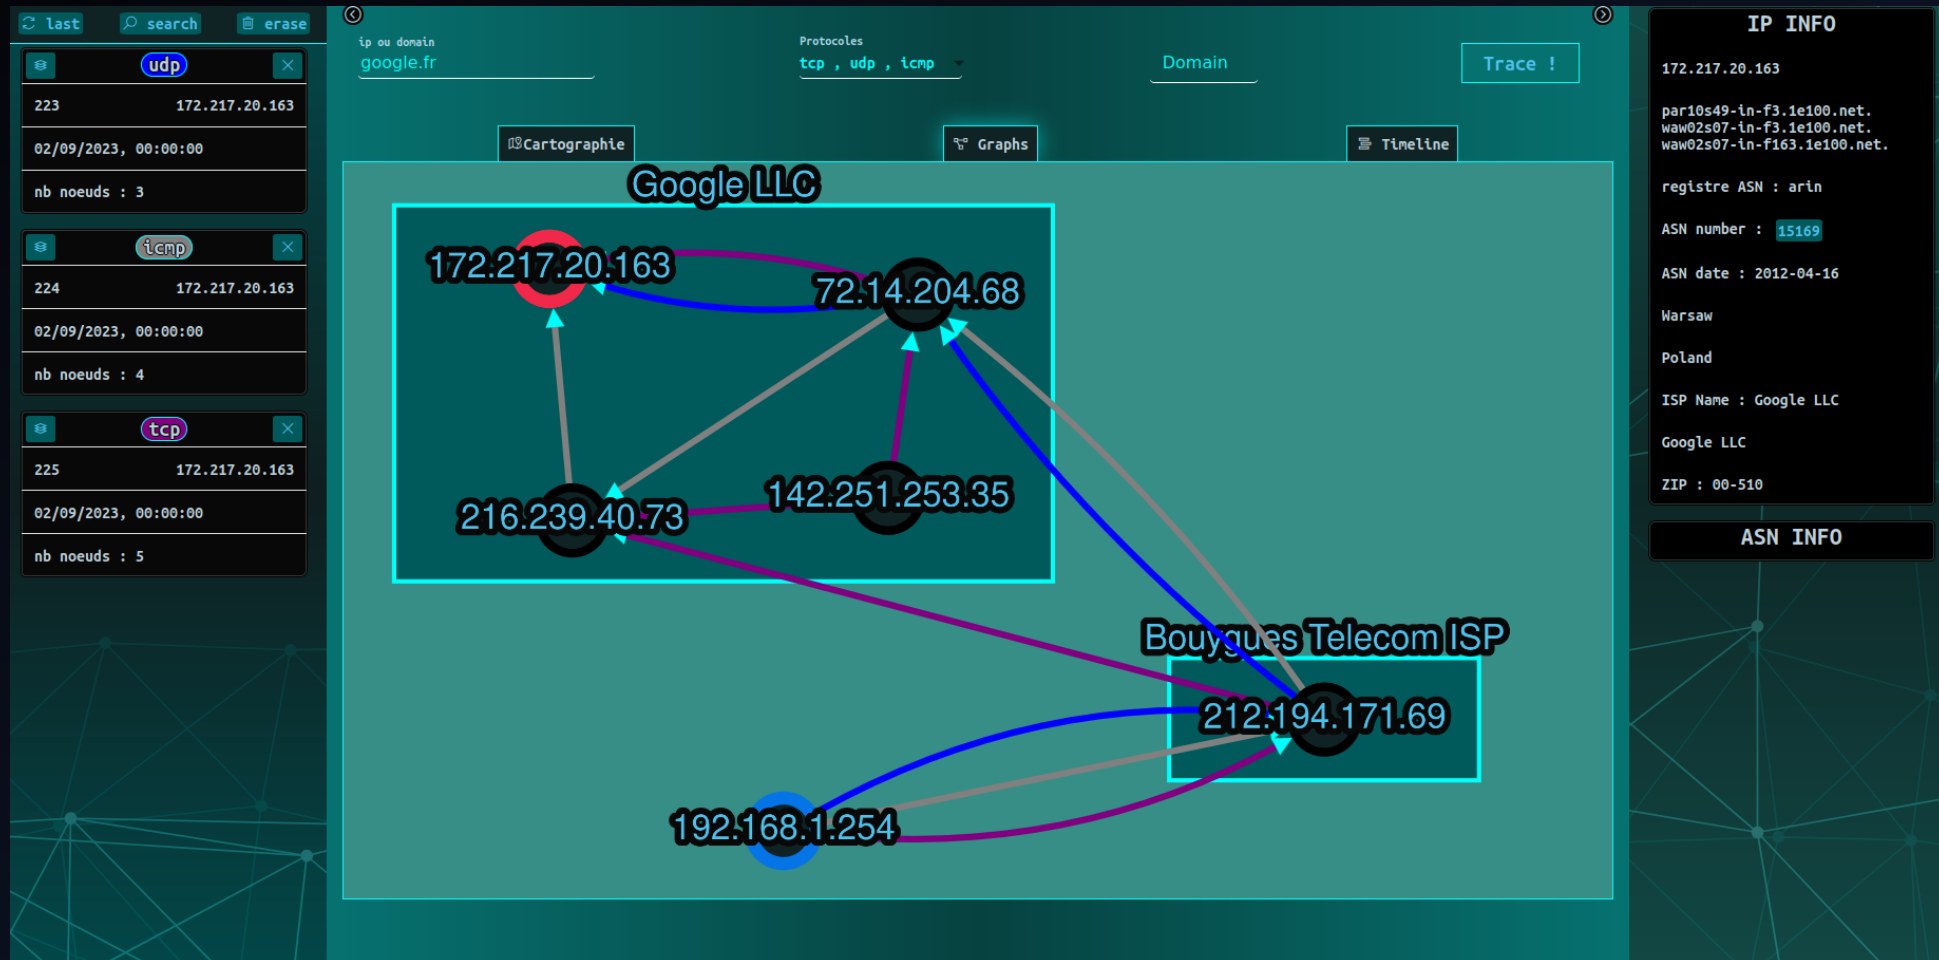 last search erase
udp
223 172.217.20.163
02/09/2023, 00:00:00
nb noeuds : 3
icmp
224 172.217.20.163
02/09/2023, 00:00:00
nb noeuds : 4
tcp
225 172.217.20.163
02/09/2023, 00:00:00
nb noeuds : 5
ip ou domain
google.fr
Protocoles
tcp , udp , icmp
Domain
Trace !
Cartographie
Graphs
Timeline
Google LLC
172.217.20.163
72.14.204.68
142.251.253.35
216.239.40.73
Bouygues Telecom ISP
212.194.171.69
192.168.1.254
IP INFO
172.217.20.163
par10s49-in-f3.1e100.net.
waw02s07-in-f3.1e100.net.
waw02s07-in-f163.1e100.net.
registre ASN : arin
ASN number : 15169
ASN date : 2012-04-16
Warsaw
Poland
ISP Name : Google LLC
Google LLC
ZIP : 00-510
ASN INFO